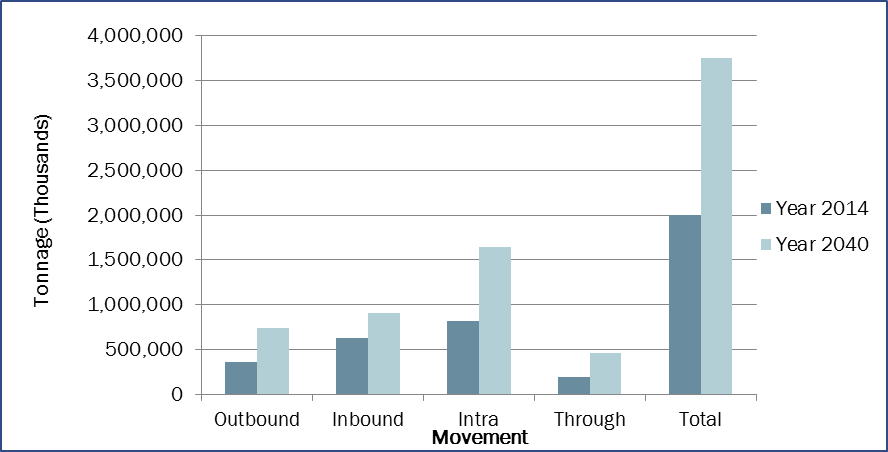 4,000,000
3,500,000
3,000,000
2,500,000
2,000,000
1,500,000
1,000,000
500,000
0
Tonnage (Thousands)
Outbound Inbound Intra Through Total
Movement
Year 2014
Year 2040